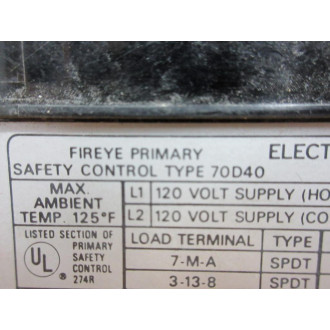 FIREYE PRIMARY ELECT
SAFETY CONTROL TYPE 70D40
MAX.
AMBIENT
TEMP. 125°F
L1 120 VOLT SUPPLY (HO
L2 120 VOLT SUPPLY (CO
LISTED SECTION OF
PRIMARY
SAFETY
CONTROL
274R
UL ®
LOAD TERMINAL TYPE
7-M-A SPDT
3-13-8 SPDT